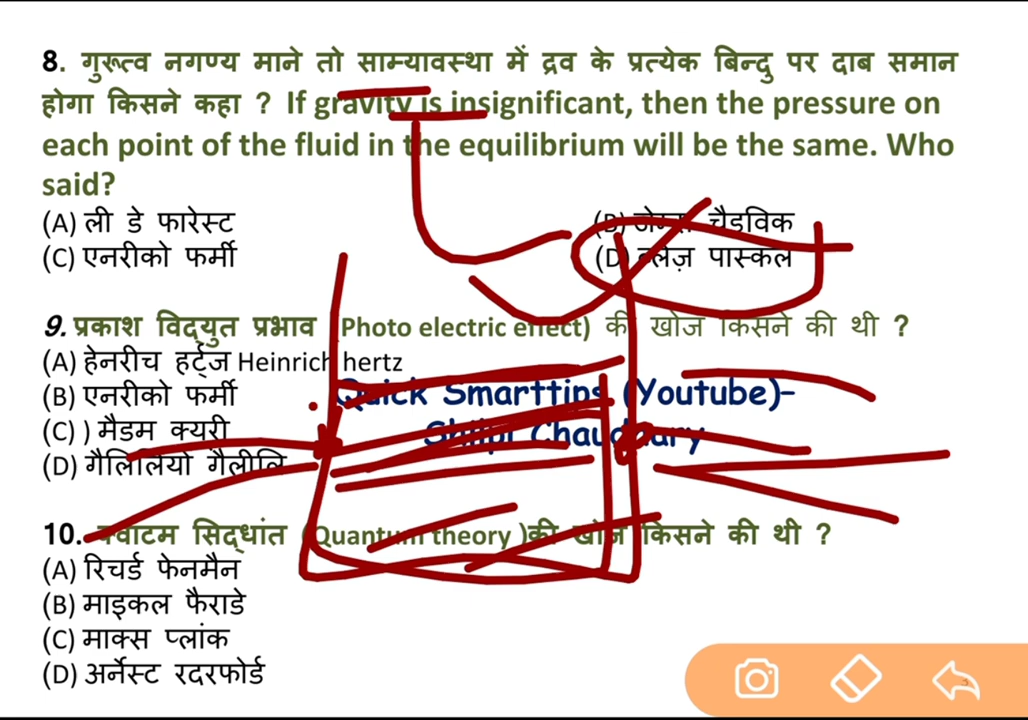 8. गुरूत्व नगण्य माने तो साम्यावस्था में द्रव के प्रत्येक बिन्दु पर दाब समान
होगा किसने कहा ? If gravity is insignificant, then the pressure on
each point of the fluid in the equilibrium will be the same. Who
said?
(A) ली डे फारेस्ट (B) जेम्स चैडविक
(C) एनरीको फर्मी (D) ब्लेज़ पास्कल
9. प्रकाश विद्युत प्रभाव (Photo electric effect) की खोज किसने की थी ?
(A) हेनरीच हर्ट्ज Heinrich hertz
(B) एनरीको फर्मी
Quick Smarttips (Youtube)-
(C) ) मैडम क्यरी
Shilpi Chaudhary
(D) गैलिलियो गैलीलि
10. क्वाटम सिद्धांत (Quantum theory )की खोज किसने की थी ?
(A) रिचर्ड फेनमैन
(B) माइकल फैराडे
(C) माक्स प्लांक
(D) अर्नेस्ट रदरफोर्ड